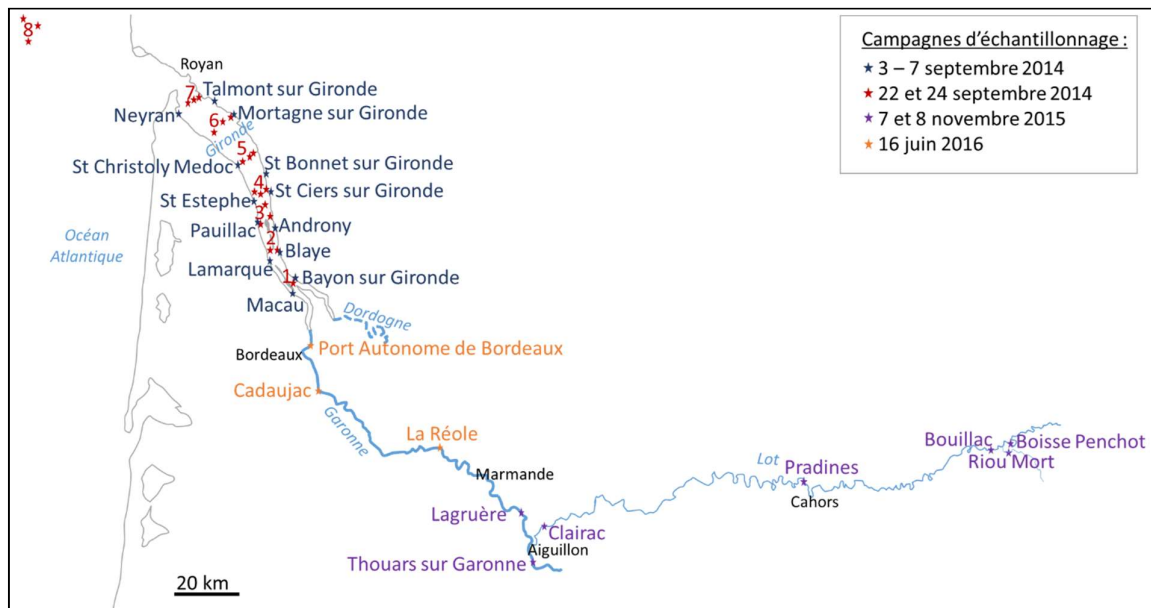 8
Campagnes d'échantillonnage :
3 – 7 septembre 2014
22 et 24 septembre 2014
7 et 8 novembre 2015
16 juin 2016
Royan
7
Talmont sur Gironde
Neyran
Mortagne sur Gironde
6
Gironde
5
St Christoly Medoc
St Bonnet sur Gironde
4
St Ciers sur Gironde
St Estephe
3
Pauillac
Androny
Océan
Atlantique
2
Blaye
Lamarque
1
Bayon sur Gironde
Macau
Dordogne
Bordeaux
Port Autonome de Bordeaux
Cadaujac
Garonne
La Réole
Marmande
Lot
Pradines
Cahors
Bouillac
Boisse Penchot
Riou Mort
Lagruère
Clairac
Aiguillon
Thouars sur Garonne
20 km